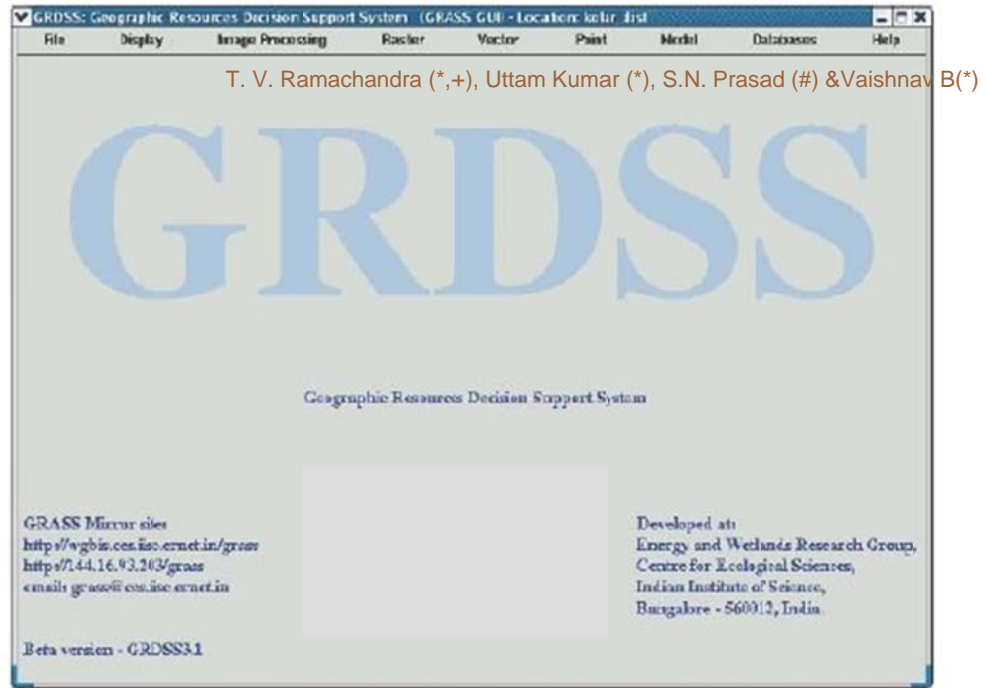 GRDSS: Geographic Resources Decision Support System (GRASS GUI) - Location: kolar_dist
File Display Image Processing Raster Vector Paint Model Databases Help
T. V. Ramachandra (*,+), Uttam Kumar (*), S.N. Prasad (#) &Vaishnav B(*)
GRDSS
Geographic Resources Decision Support System
GRASS Mirror sites
http://wgbis.ces.iisc.ernet.in/grass
http://144.16.93.203/grass
email: grass@ces.iisc.ernet.in
Beta version - GRDSS3.1
Developed at:
Energy and Wetlands Research Group,
Centre for Ecological Sciences,
Indian Institute of Science,
Bangalore - 560012, India.